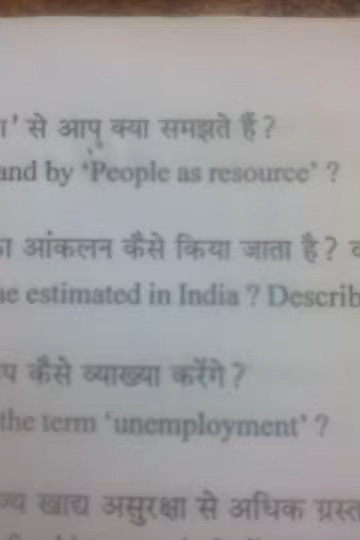 ' से आप क्या समझते हैं ?
and by 'People as resource' ?
का आंकलन कैसे किया जाता है ?
estimated in India ? Describ
कैसे व्याख्या करेंगे ?
the term 'unemployment' ?
खाद्य असुरक्षा से अधिक ग्रस्त